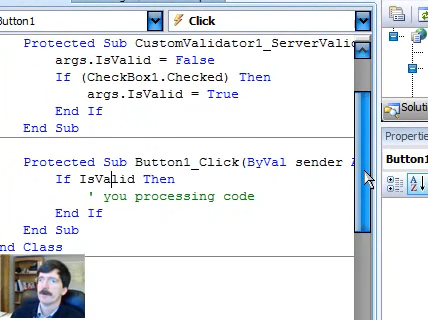 Button1
Click
Protected Sub CustomValidator1_ServerValid
args.IsValid = False
If (CheckBox1.Checked) Then
args.IsValid = True
End If
End Sub
Protected Sub Button1_Click(ByVal sender A
If IsValid Then
' you processing code
End If
End Sub
End Class
Solution
Properties
Button1